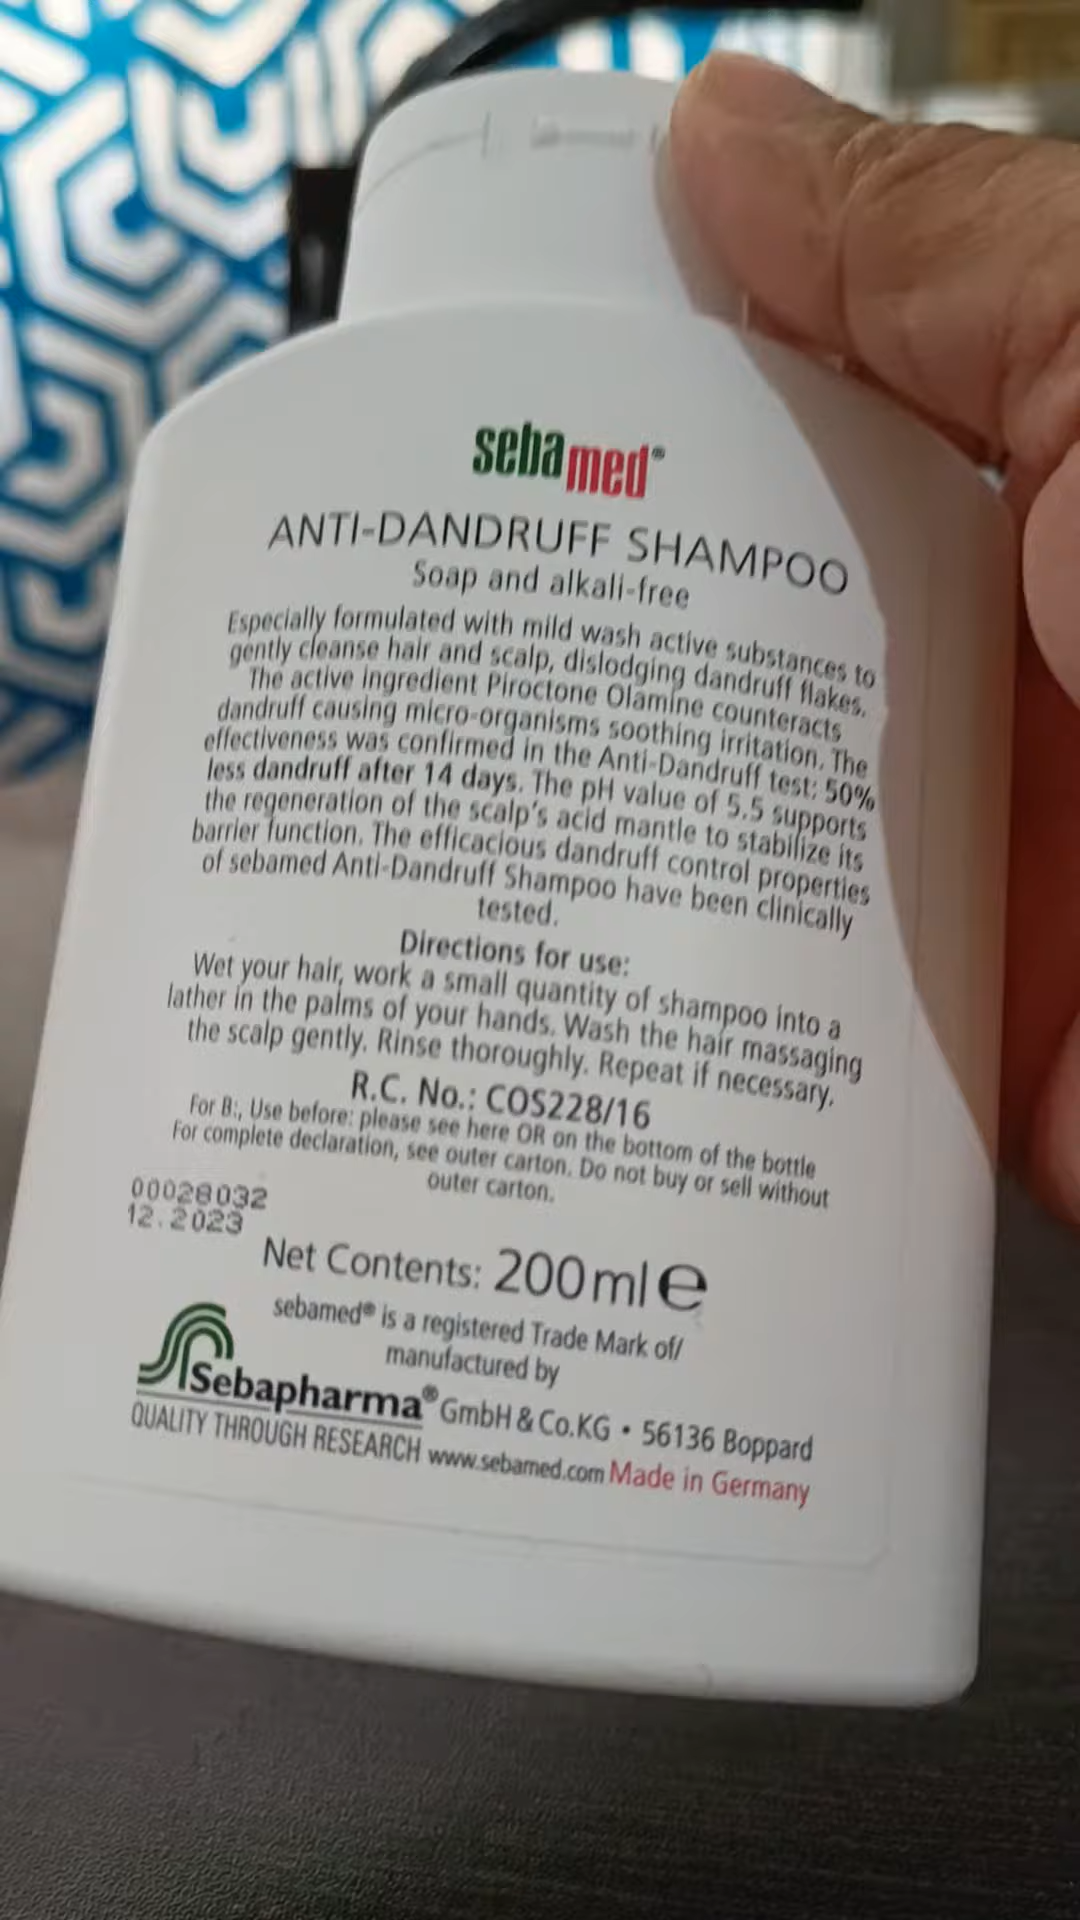 sebamed®
ANTI-DANDRUFF SHAMPOO
Soap and alkali-free
Especially formulated with mild wash active substances to
gently cleanse hair and scalp, dislodging dandruff flakes.
The active ingredient Piroctone Olamine counteracts
dandruff causing micro-organisms soothing irritation. The
effectiveness was confirmed in the Anti-Dandruff test: 50%
less dandruff after 14 days. The pH value of 5.5 supports
the regeneration of the scalp's acid mantle to stabilize its
barrier function. The efficacious dandruff control properties
of sebamed Anti-Dandruff Shampoo have been clinically
tested.
Directions for use:
Wet your hair, work a small quantity of shampoo into a
lather in the palms of your hands. Wash the hair massaging
the scalp gently. Rinse thoroughly. Repeat if necessary.
R.C. No.: COS228/16
For B:, Use before: please see here OR on the bottom of the bottle
For complete declaration, see outer carton. Do not buy or sell without
outer carton.
00028032
12.2023
Net Contents: 200ml e
sebamed® is a registered Trade Mark of/
manufactured by
Sebapharma® GmbH & Co.KG • 56136 Boppard
QUALITY THROUGH RESEARCH www.sebamed.com Made in Germany